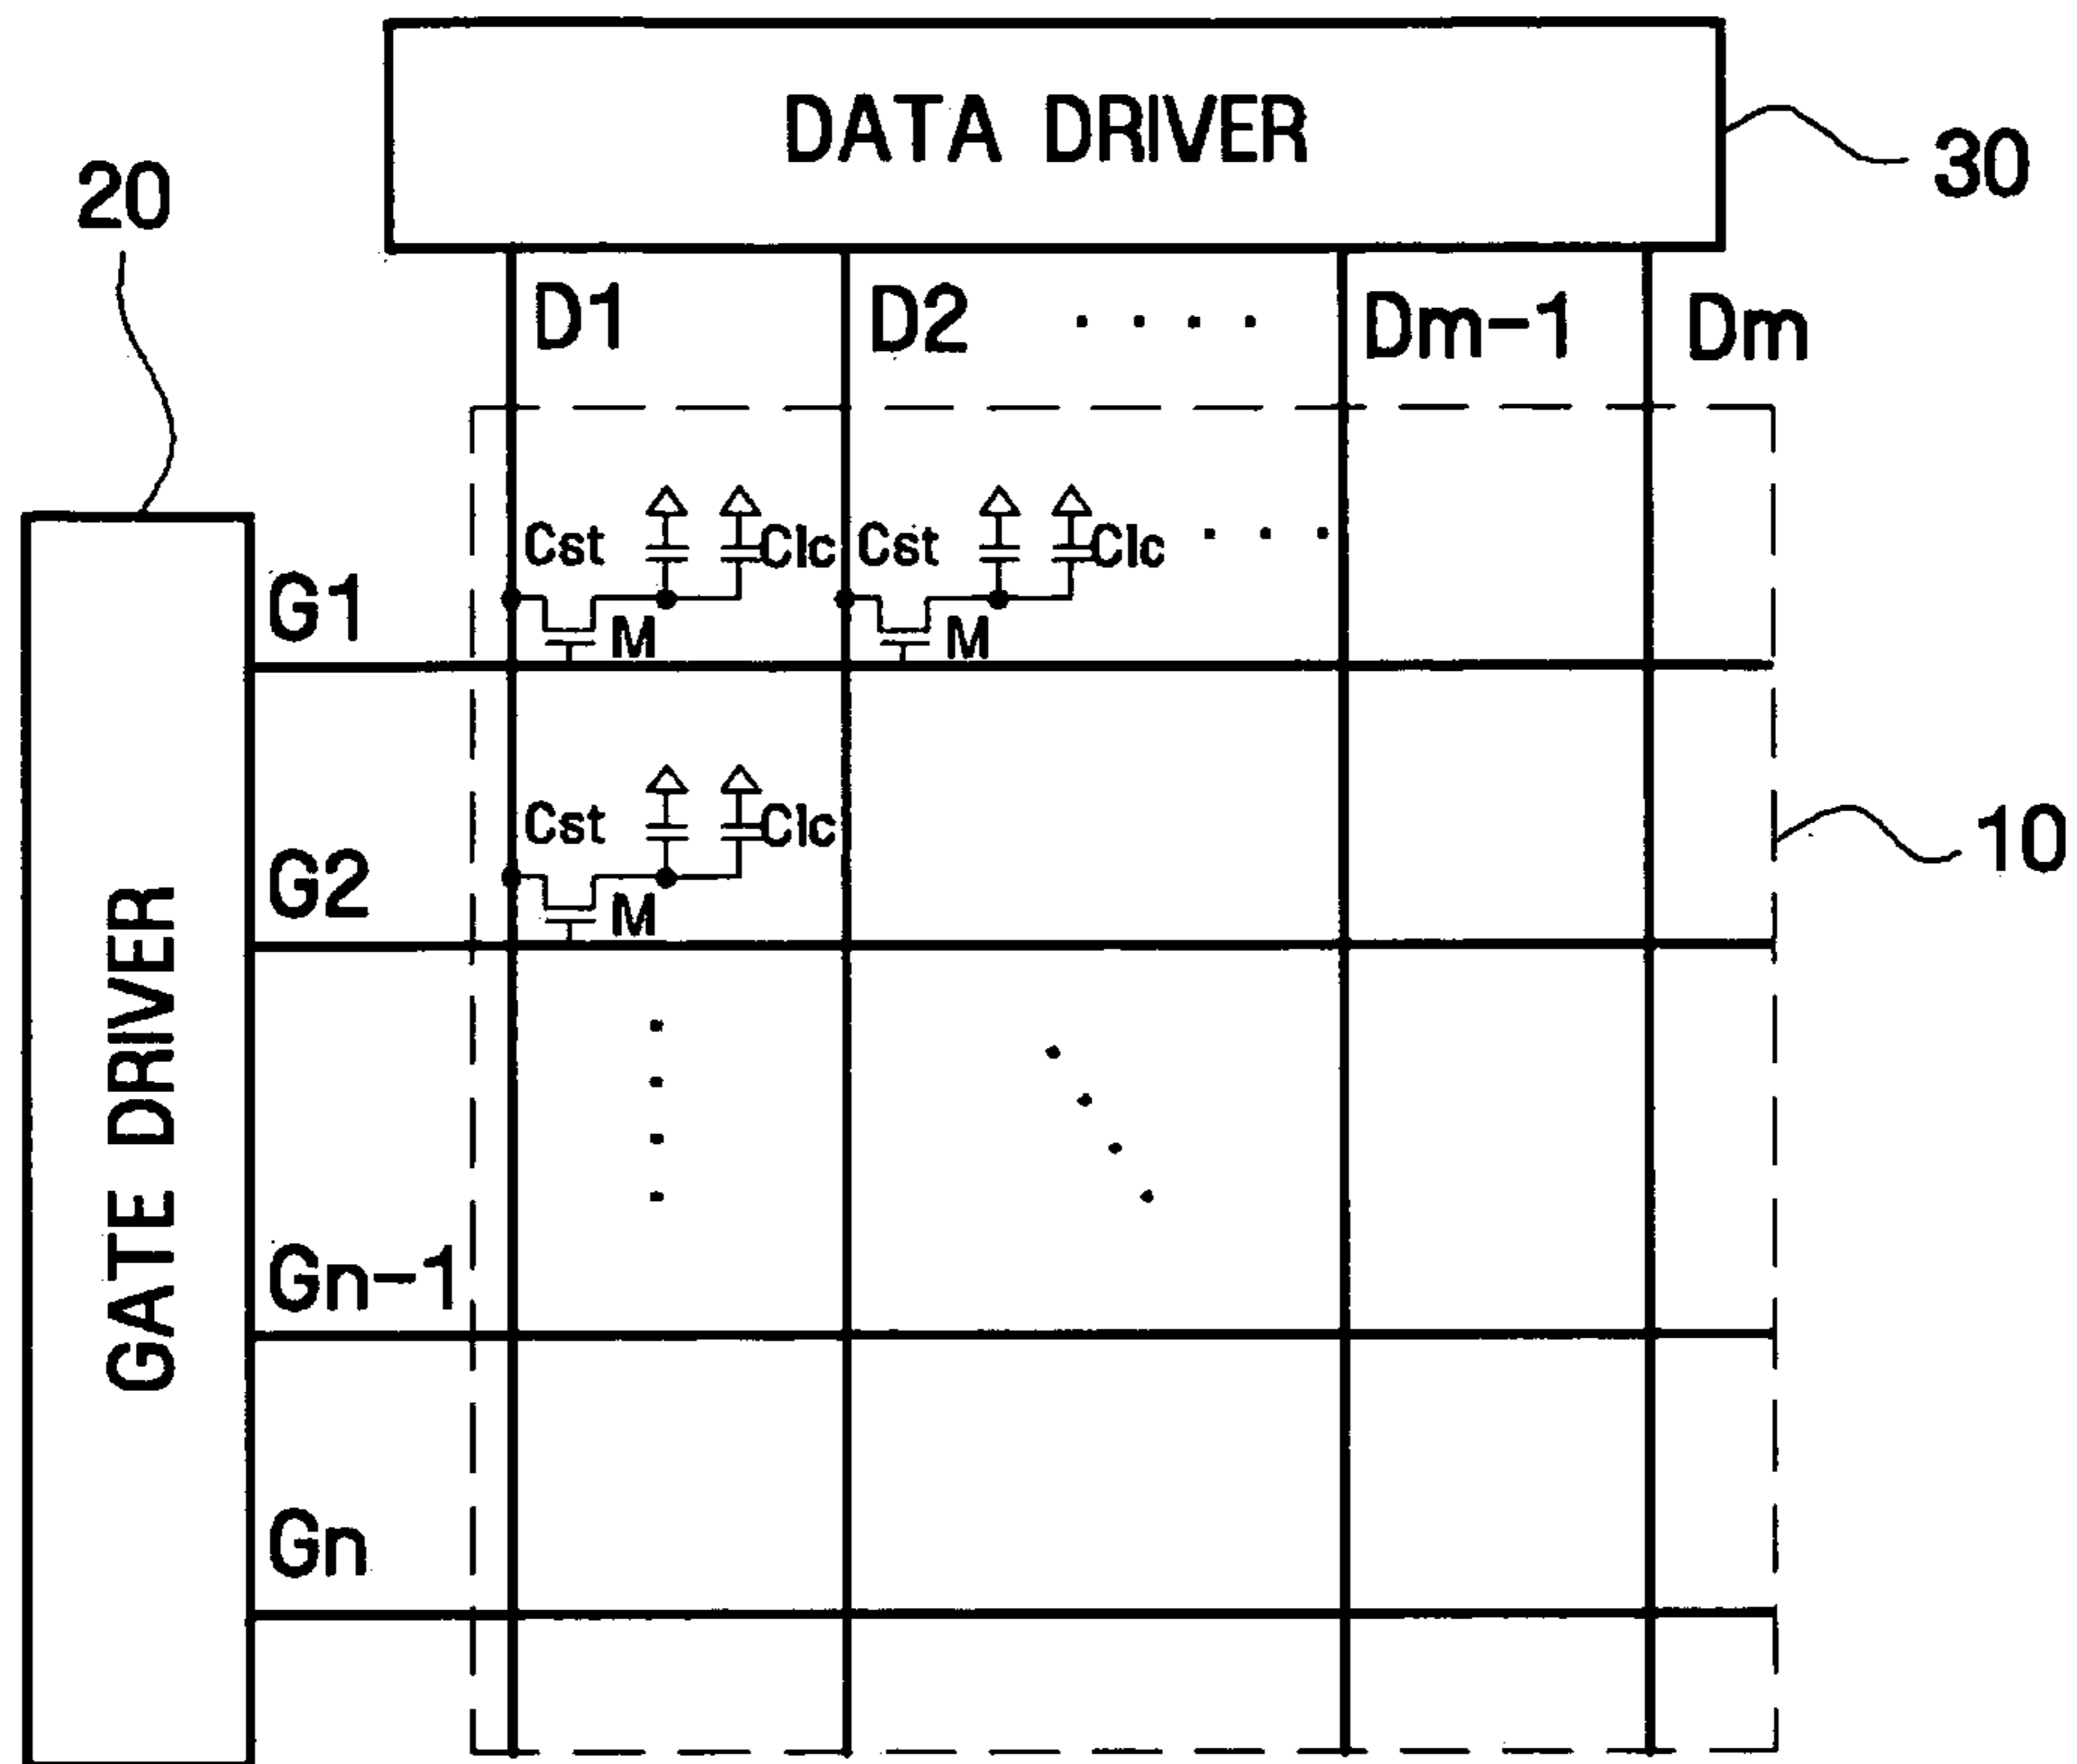 DATA DRIVER
30
20
D1 D2 . . . . Dm-1 Dm
Cst Clc Cst Clc . . .
G1 M M
Cst Clc
10
G2 M
GATE DRIVER
Gn-1
Gn